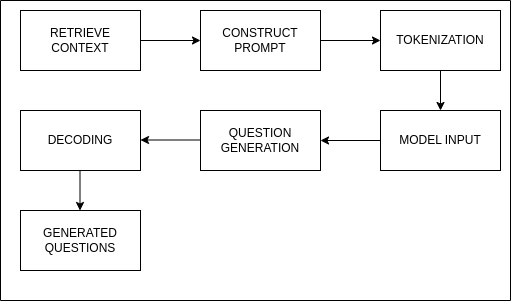 RETRIEVE
CONTEXT
CONSTRUCT
PROMPT
TOKENIZATION
DECODING
QUESTION
GENERATION
MODEL INPUT
GENERATED
QUESTIONS